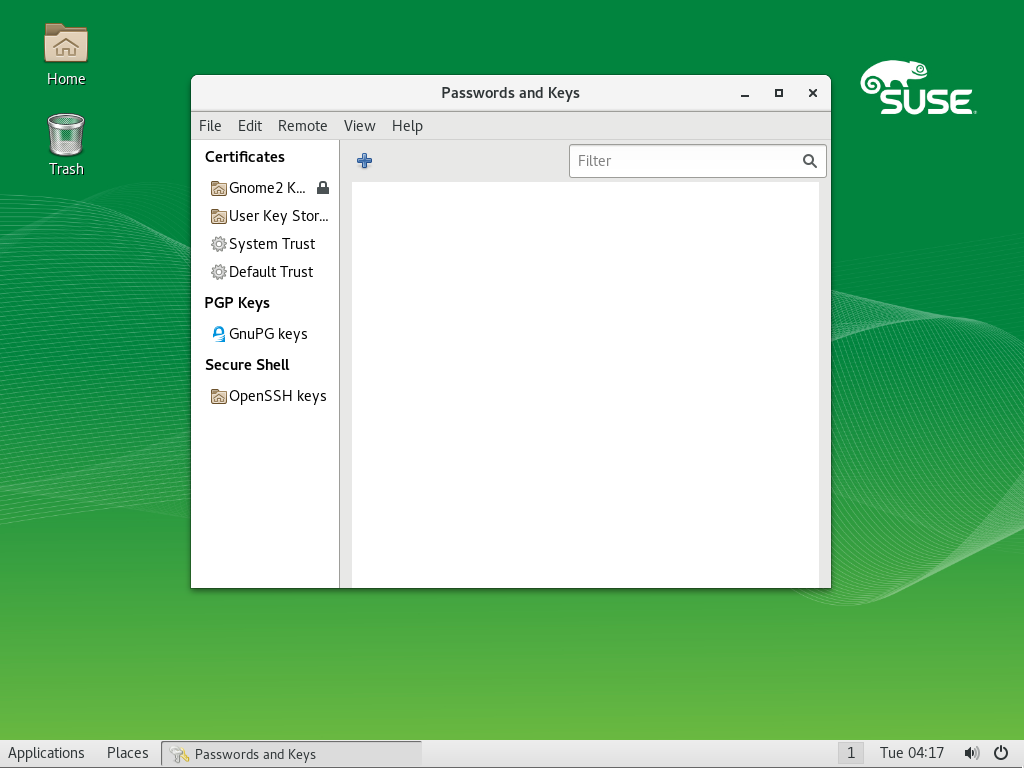 Home
Trash
SUSE
Passwords and Keys
File Edit Remote View Help
Filter
Certificates
Gnome2 K...
User Key Stor...
System Trust
Default Trust
PGP Keys
GnuPG keys
Secure Shell
OpenSSH keys
Applications Places Passwords and Keys 1 Tue 04:17